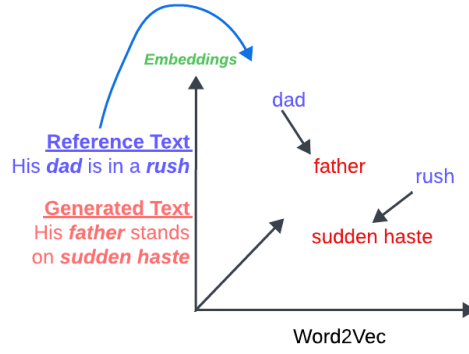 Embeddings
dad
Reference Text
His dad is in a rush
father
rush
Generated Text
His father stands
on sudden haste
sudden haste
Word2Vec